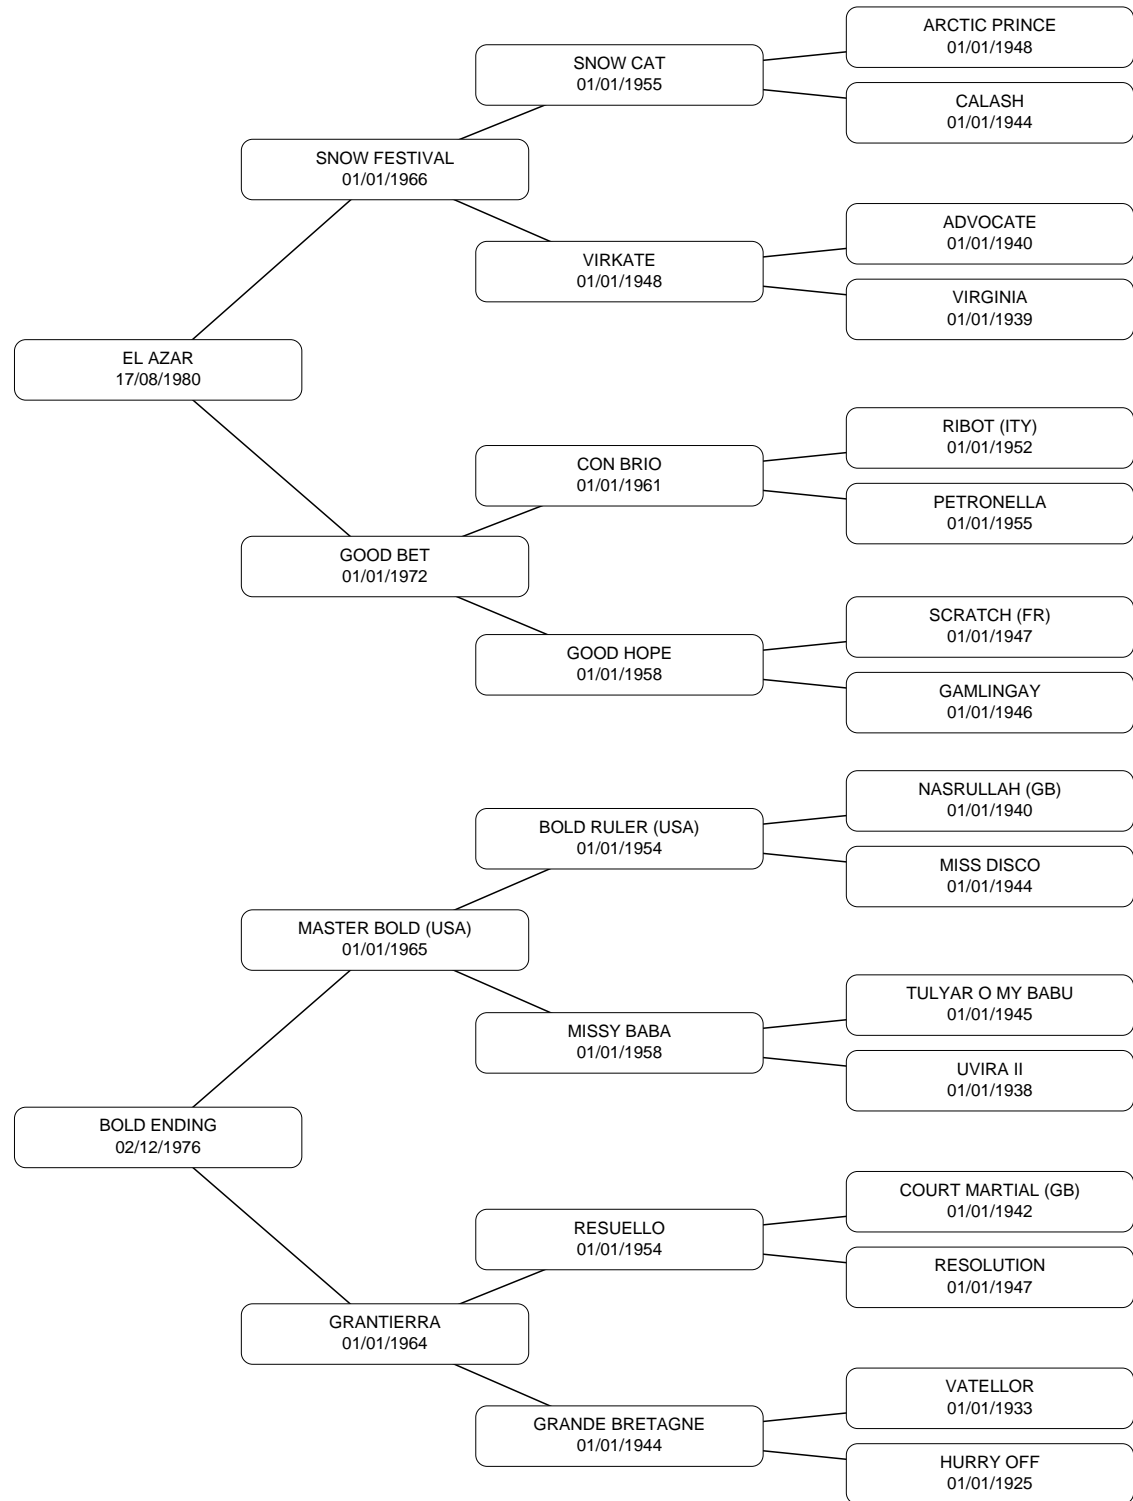 ARCTIC PRINCE
01/01/1948
SNOW CAT
01/01/1955
CALASH
01/01/1944
SNOW FESTIVAL
01/01/1966
ADVOCATE
01/01/1940
VIRKATE
01/01/1948
VIRGINIA
01/01/1939
EL AZAR
17/08/1980
RIBOT (ITY)
01/01/1952
CON BRIO
01/01/1961
PETRONELLA
01/01/1955
GOOD BET
01/01/1972
SCRATCH (FR)
01/01/1947
GOOD HOPE
01/01/1958
GAMLINGAY
01/01/1946
NASRULLAH (GB)
01/01/1940
BOLD RULER (USA)
01/01/1954
MISS DISCO
01/01/1944
MASTER BOLD (USA)
01/01/1965
TULYAR O MY BABU
01/01/1945
MISSY BABA
01/01/1958
UVIRA II
01/01/1938
BOLD ENDING
02/12/1976
COURT MARTIAL (GB)
01/01/1942
RESUELLO
01/01/1954
RESOLUTION
01/01/1947
GRANTIERRA
01/01/1964
VATELLOR
01/01/1933
GRANDE BRETAGNE
01/01/1944
HURRY OFF
01/01/1925